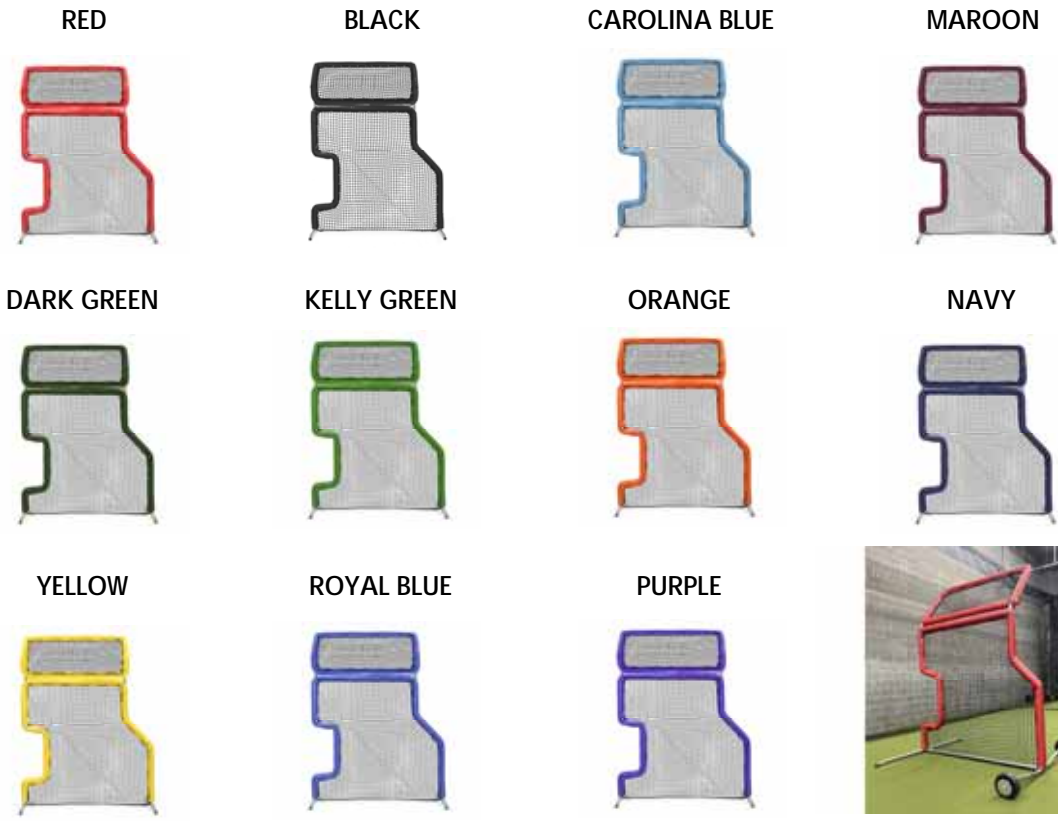 RED
BLACK
CAROLINA BLUE
MAROON
DARK GREEN
KELLY GREEN
ORANGE
NAVY
YELLOW
ROYAL BLUE
PURPLE